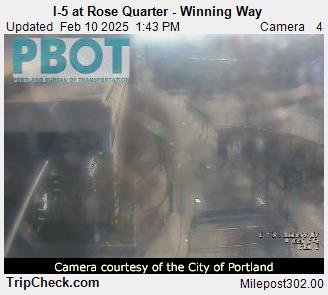 I-5 at Rose Quarter - Winning Way
Updated Feb 10 2025 1:43 PM Camera 4
PBOT
PORTLAND BUREAU OF TRANSPORTATION
Camera courtesy of the City of Portland
TripCheck.com Milepost302.00